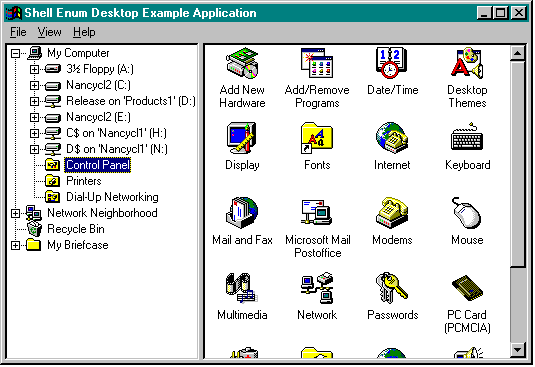 Shell Enum Desktop Example Application
File View Help
My Computer
3½ Floppy (A:)
Nancycl2 (C:)
Release on 'Products1' (D:)
Nancycl2 (E:)
C$ on 'Nancycl1' (H:)
D$ on 'Nancycl1' (N:)
Control Panel
Printers
Dial-Up Networking
Network Neighborhood
Recycle Bin
My Briefcase
Add New
Hardware
Add/Remove
Programs
Date/Time
Desktop
Themes
Display
Fonts
Internet
Keyboard
Mail and Fax
Microsoft Mail
Postoffice
Modems
Mouse
Multimedia
Network
Passwords
PC Card
(PCMCIA)